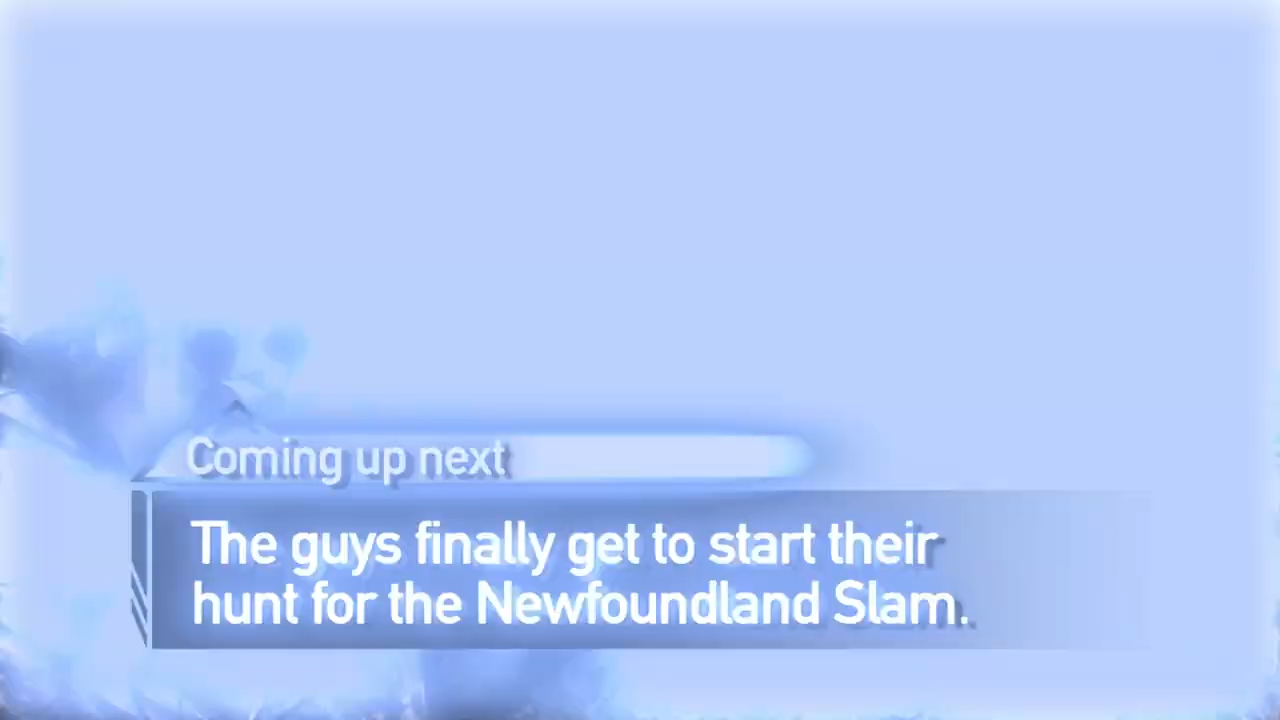 Coming up next
The guys finally get to start their
hunt for the Newfoundland Slam.